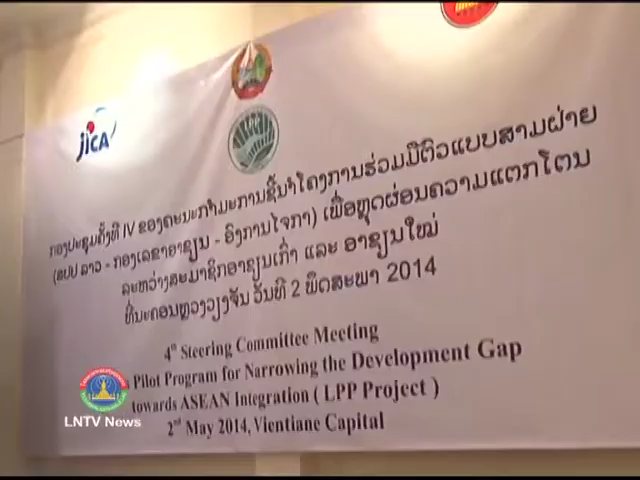 JICA
ກອງປະຊຸມຄັ້ງທີ IV ຂອງຄະນະກຳມະການຊີ້ນຳໂຄງການຮ່ວມມືຕົວແບບສາມຝ່າຍ
(ສປປ ລາວ - ກອງເລຂາອາຊຽນ - ອົງການໄຈກາ) ເພື່ອຫຼຸດຜ່ອນຄວາມແຕກໂຕນ
ລະຫວ່າງສະມາຊິກອາຊຽນເກົ່າ ແລະ ອາຊຽນໃໝ່
ທີ່ນະຄອນຫຼວງວຽງຈັນ ວັນທີ 2 ພຶດສະພາ 2014
4th Steering Committee Meeting
Pilot Program for Narrowing the Development Gap
towards ASEAN Integration ( LPP Project )
2nd May 2014, Vientiane Capital
LNTV News